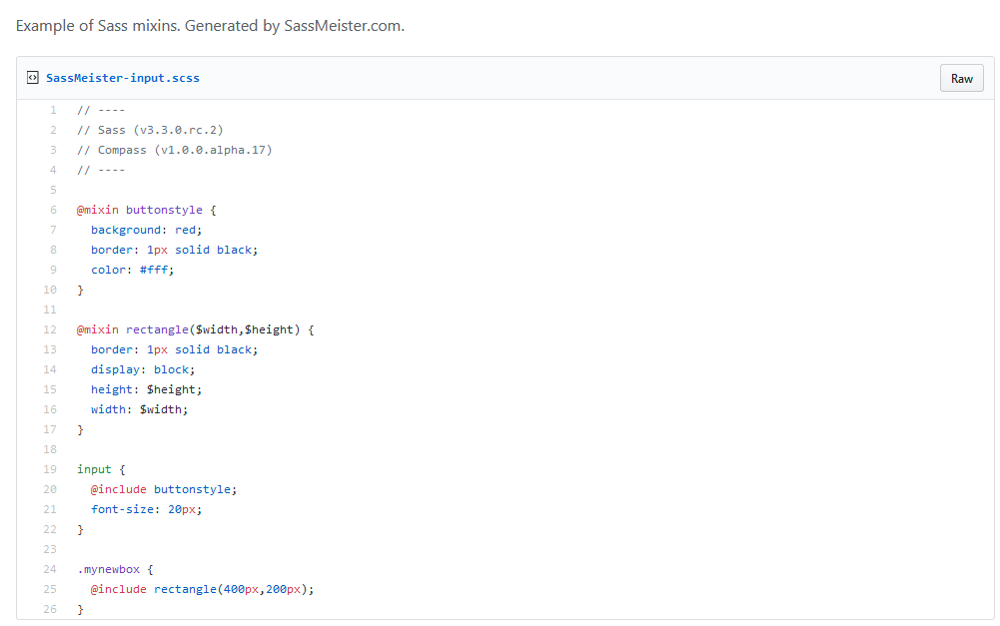 Example of Sass mixins. Generated by SassMeister.com.
SassMeister-input.scss Raw
1 // ----
2 // Sass (v3.3.0.rc.2)
3 // Compass (v1.0.0.alpha.17)
4 // ----
5
6 @mixin buttonstyle {
7   background: red;
8   border: 1px solid black;
9   color: #fff;
10 }
11
12 @mixin rectangle($width,$height) {
13   border: 1px solid black;
14   display: block;
15   height: $height;
16   width: $width;
17 }
18
19 input {
20   @include buttonstyle;
21   font-size: 20px;
22 }
23
24 .mynewbox {
25   @include rectangle(400px,200px);
26 }